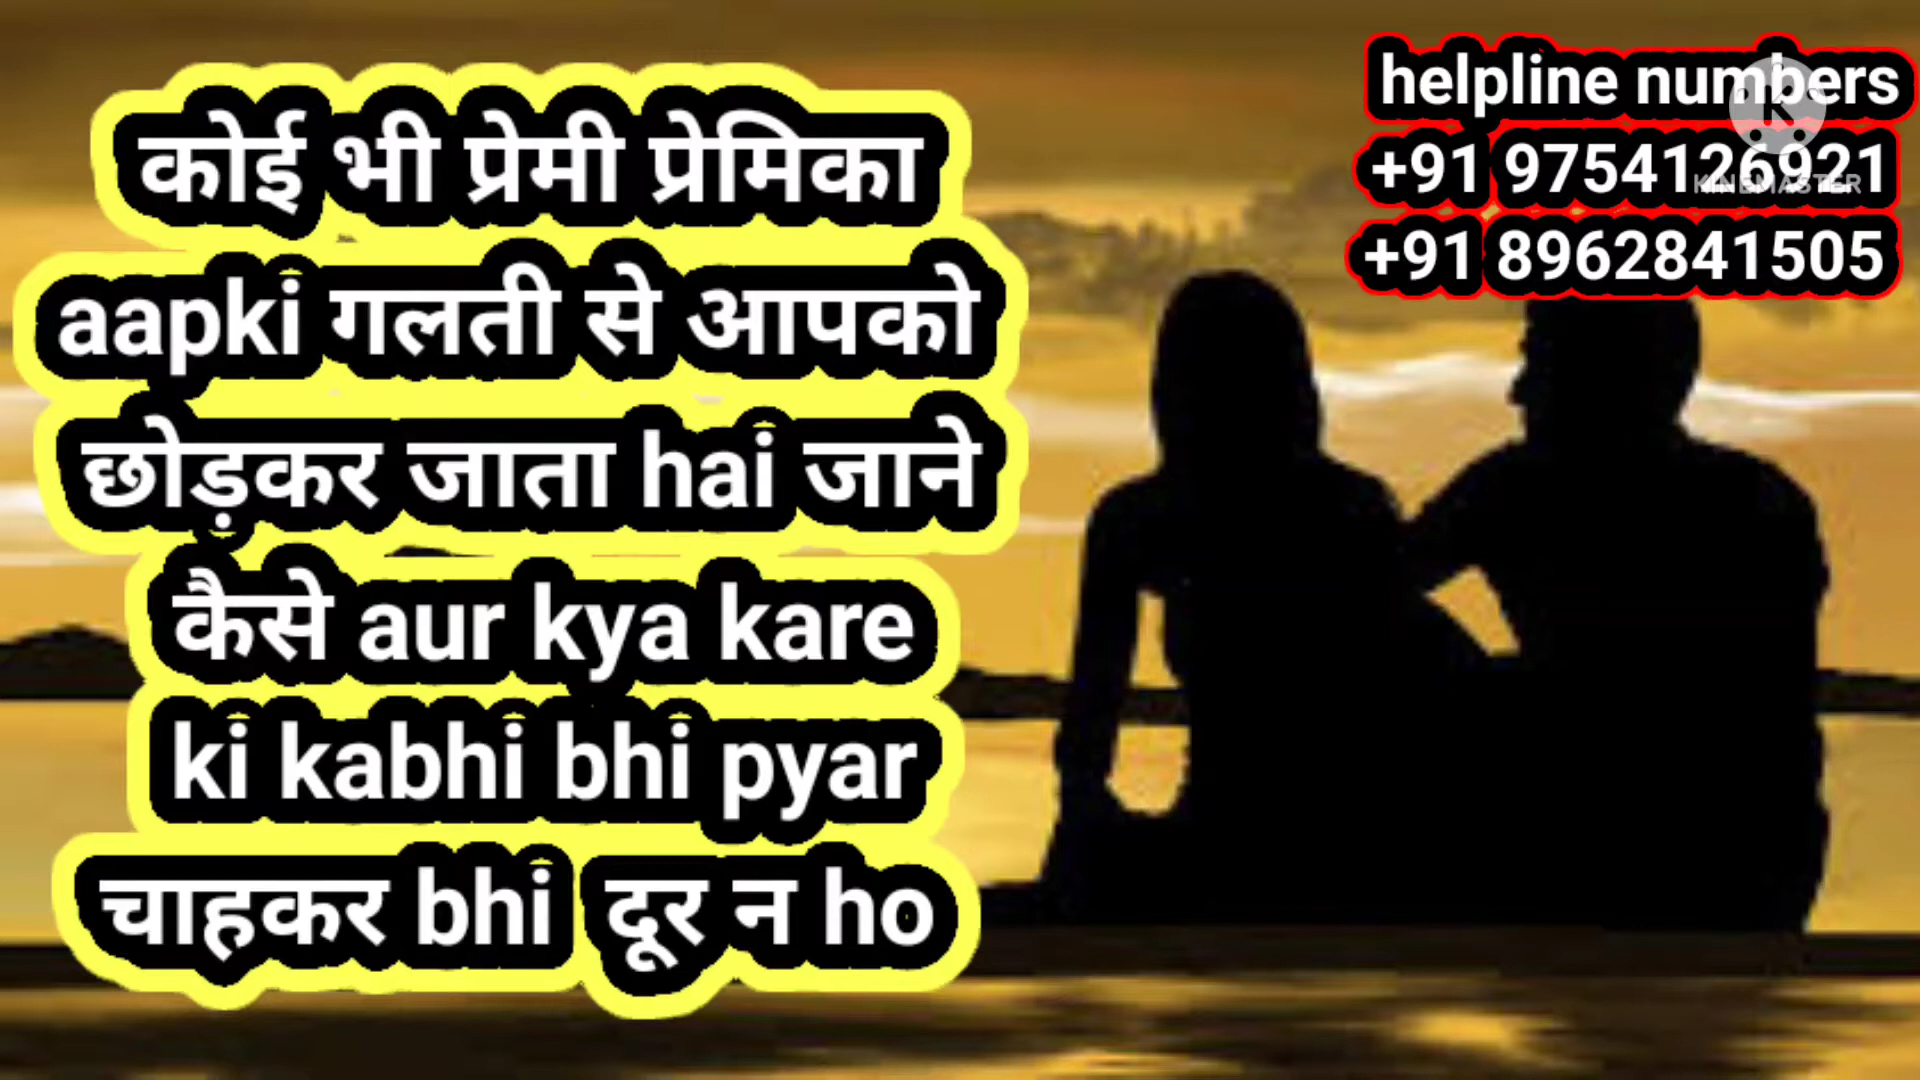 कोई भी प्रेमी प्रेमिका
aapki गलती से आपको
छोड़कर जाता hai जाने
कैसे aur kya kare
ki kabhi bhi pyar
चाहकर bhi दूर न ho
helpline numbers
+91 9754126921
+91 8962841505
KINEMASTER